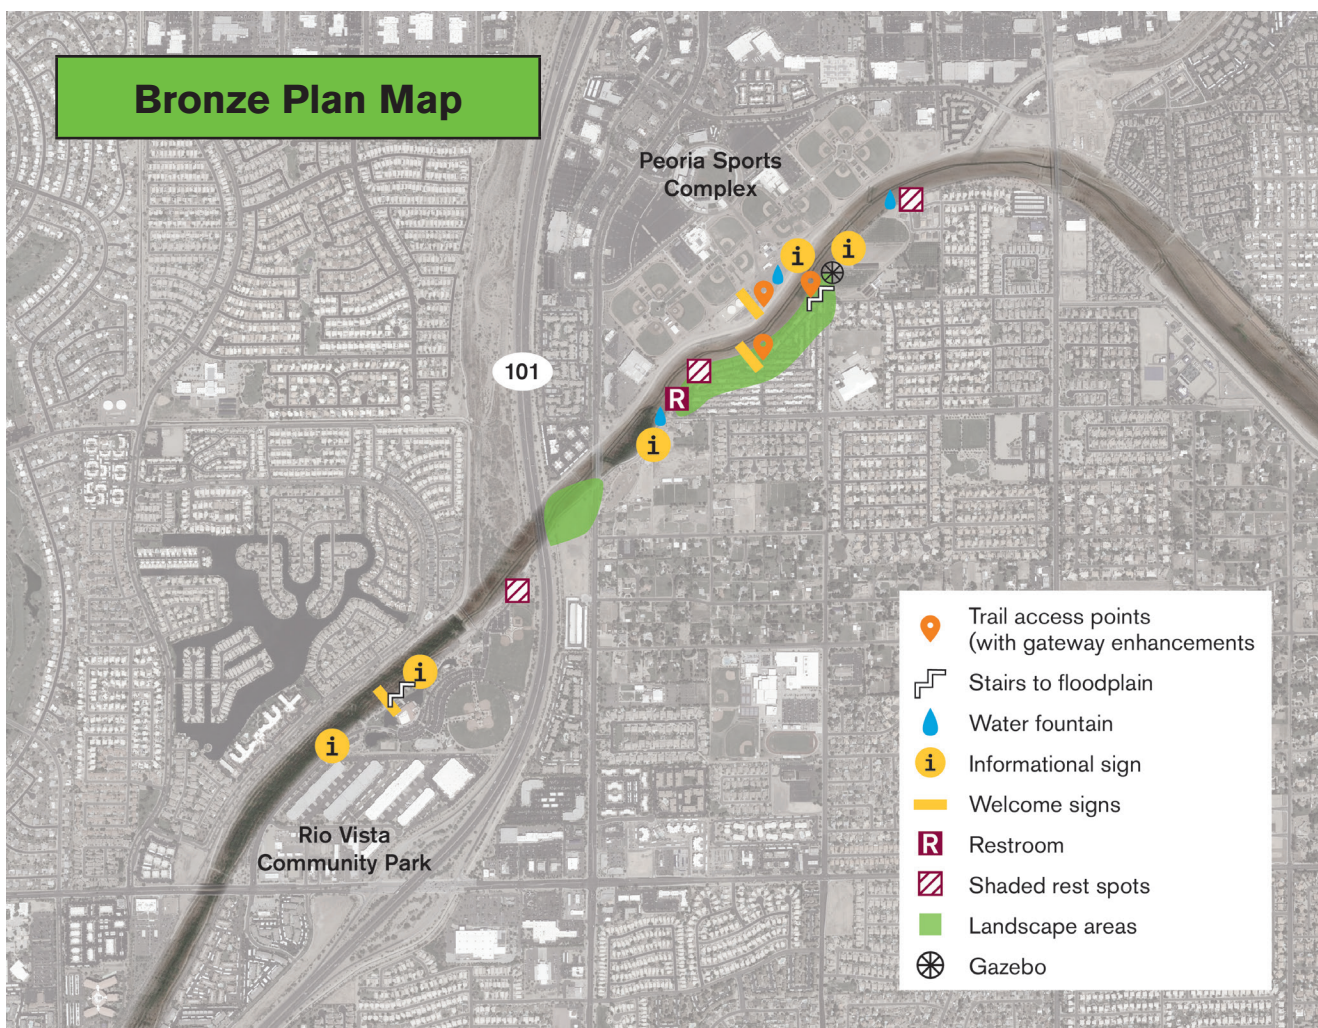 Bronze Plan Map
Peoria Sports
Complex
i
i
101
R
i
i
i
Rio Vista
Community Park
Trail access points
(with gateway enhancements
Stairs to floodplain
Water fountain
i Informational sign
Welcome signs
R Restroom
Shaded rest spots
Landscape areas
Gazebo